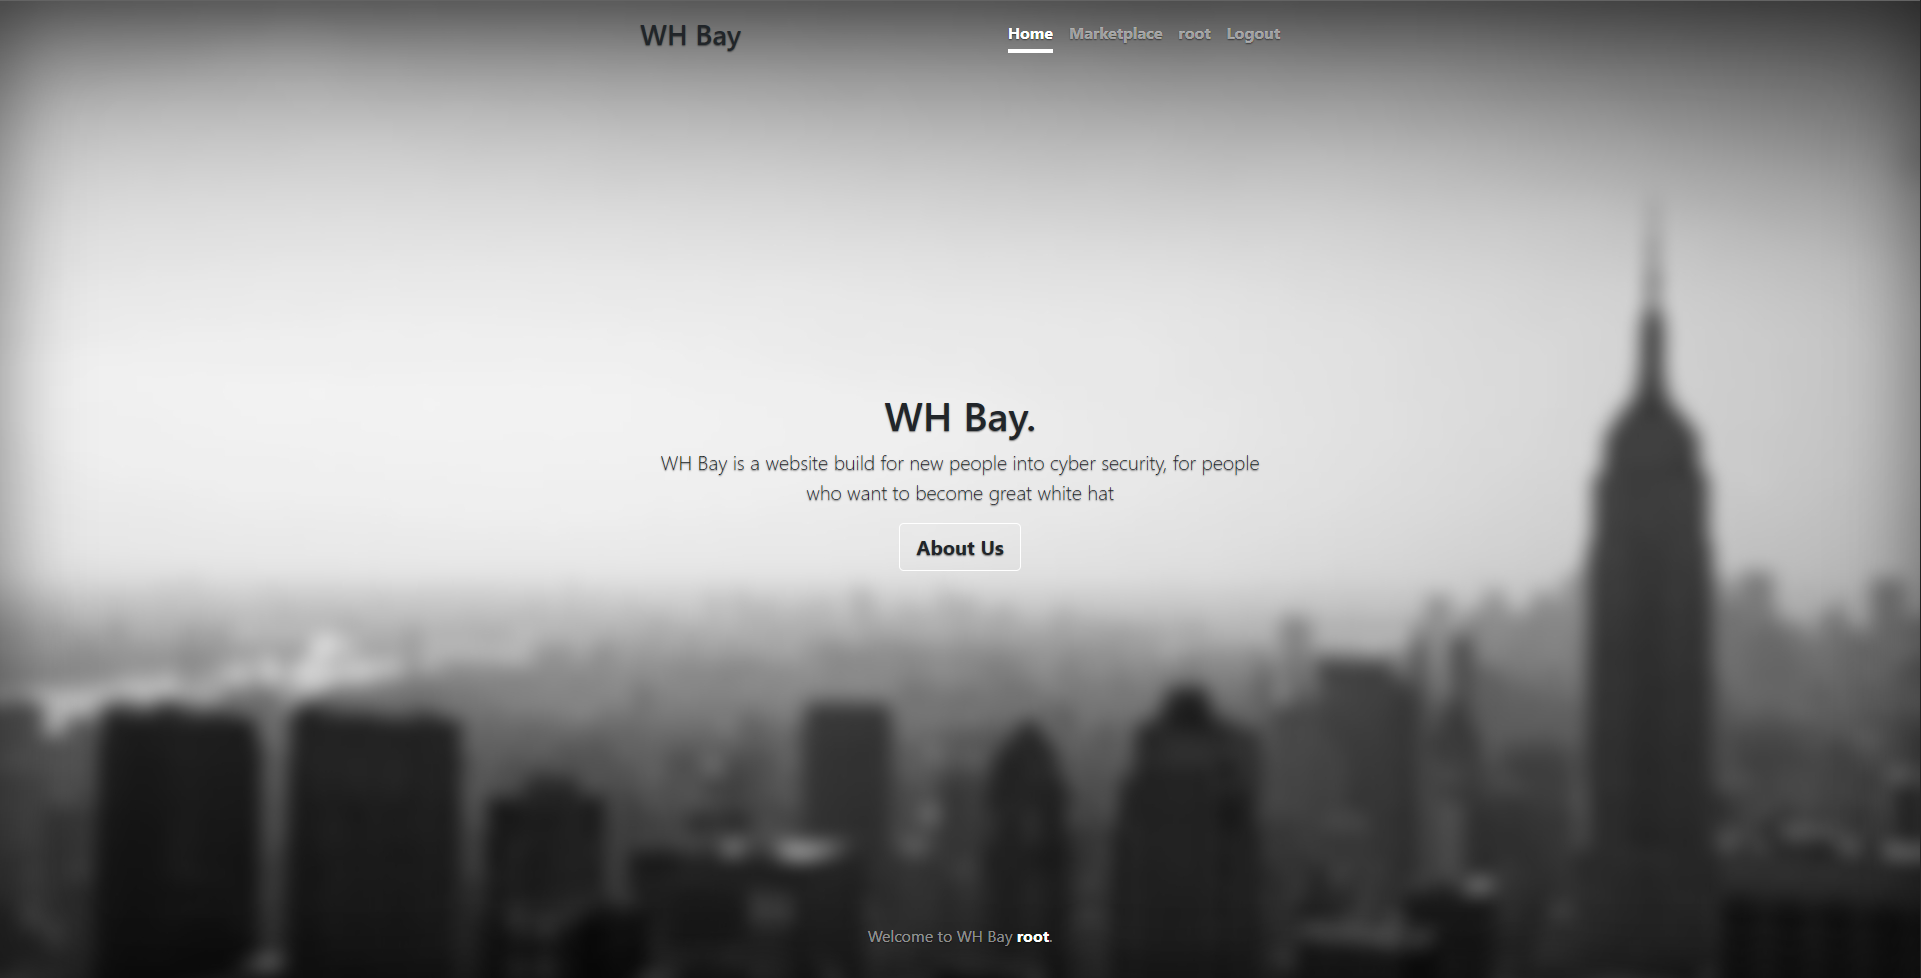 WH Bay
Home Marketplace root Logout
WH Bay.
WH Bay is a website build for new people into cyber security, for people
who want to become great white hat
About Us
Welcome to WH Bay root.